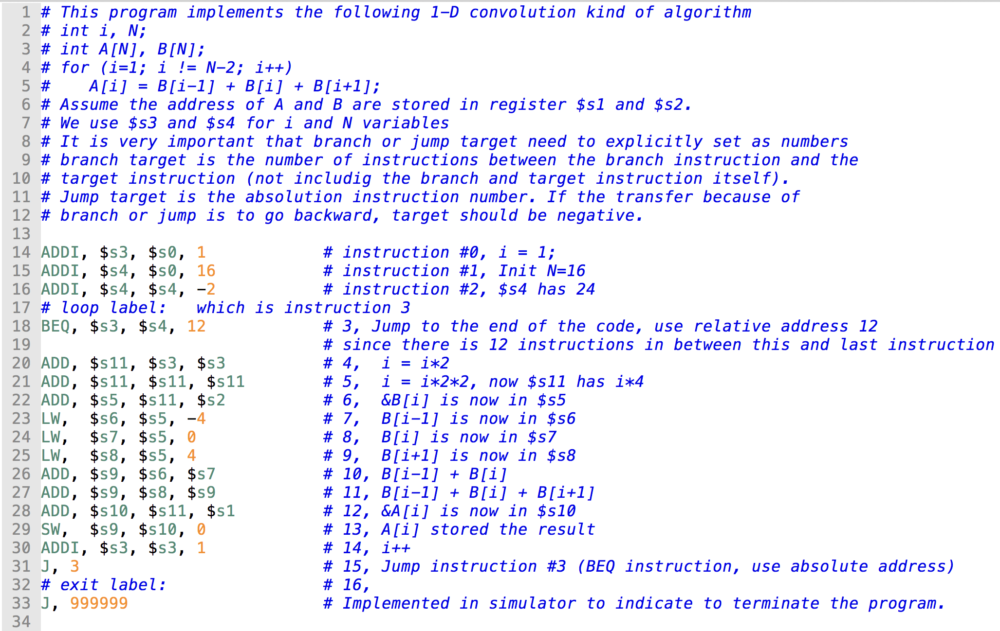 1 # This program implements the following 1-D convolution kind of algorithm
2 # int i, N;
3 # int A[N], B[N];
4 # for (i=1; i != N-2; i++)
5 #    A[i] = B[i-1] + B[i] + B[i+1];
6 # Assume the address of A and B are stored in register $s1 and $s2.
7 # We use $s3 and $s4 for i and N variables
8 # It is very important that branch or jump target need to explicitly set as numbers
9 # branch target is the number of instructions between the branch instruction and the
10 # target instruction (not includig the branch and target instruction itself).
11 # Jump target is the absolution instruction number. If the transfer because of
12 # branch or jump is to go backward, target should be negative.
13
14 ADDI, $s3, $s0, 1            # instruction #0, i = 1;
15 ADDI, $s4, $s0, 16           # instruction #1, Init N=16
16 ADDI, $s4, $s4, -2           # instruction #2, $s4 has 24
17 # loop label:   which is instruction 3
18 BEQ, $s3, $s4, 12            # 3, Jump to the end of the code, use relative address 12
19                              # since there is 12 instructions in between this and last instruction
20 ADD, $s11, $s3, $s3          # 4,  i = i*2
21 ADD, $s11, $s11, $s11        # 5,  i = i*2*2, now $s11 has i*4
22 ADD, $s5, $s11, $s2          # 6,  &B[i] is now in $s5
23 LW,  $s6, $s5, -4            # 7,  B[i-1] is now in $s6
24 LW,  $s7, $s5, 0             # 8,  B[i] is now in $s7
25 LW,  $s8, $s5, 4             # 9,  B[i+1] is now in $s8
26 ADD, $s9, $s6, $s7           # 10, B[i-1] + B[i]
27 ADD, $s9, $s8, $s9           # 11, B[i-1] + B[i] + B[i+1]
28 ADD, $s10, $s11, $s1         # 12, &A[i] is now in $s10
29 SW,  $s9, $s10, 0            # 13, A[i] stored the result
30 ADDI, $s3, $s3, 1            # 14, i++
31 J, 3                         # 15, Jump instruction #3 (BEQ instruction, use absolute address)
32 # exit label:                # 16,
33 J, 999999                    # Implemented in simulator to indicate to terminate the program.
34